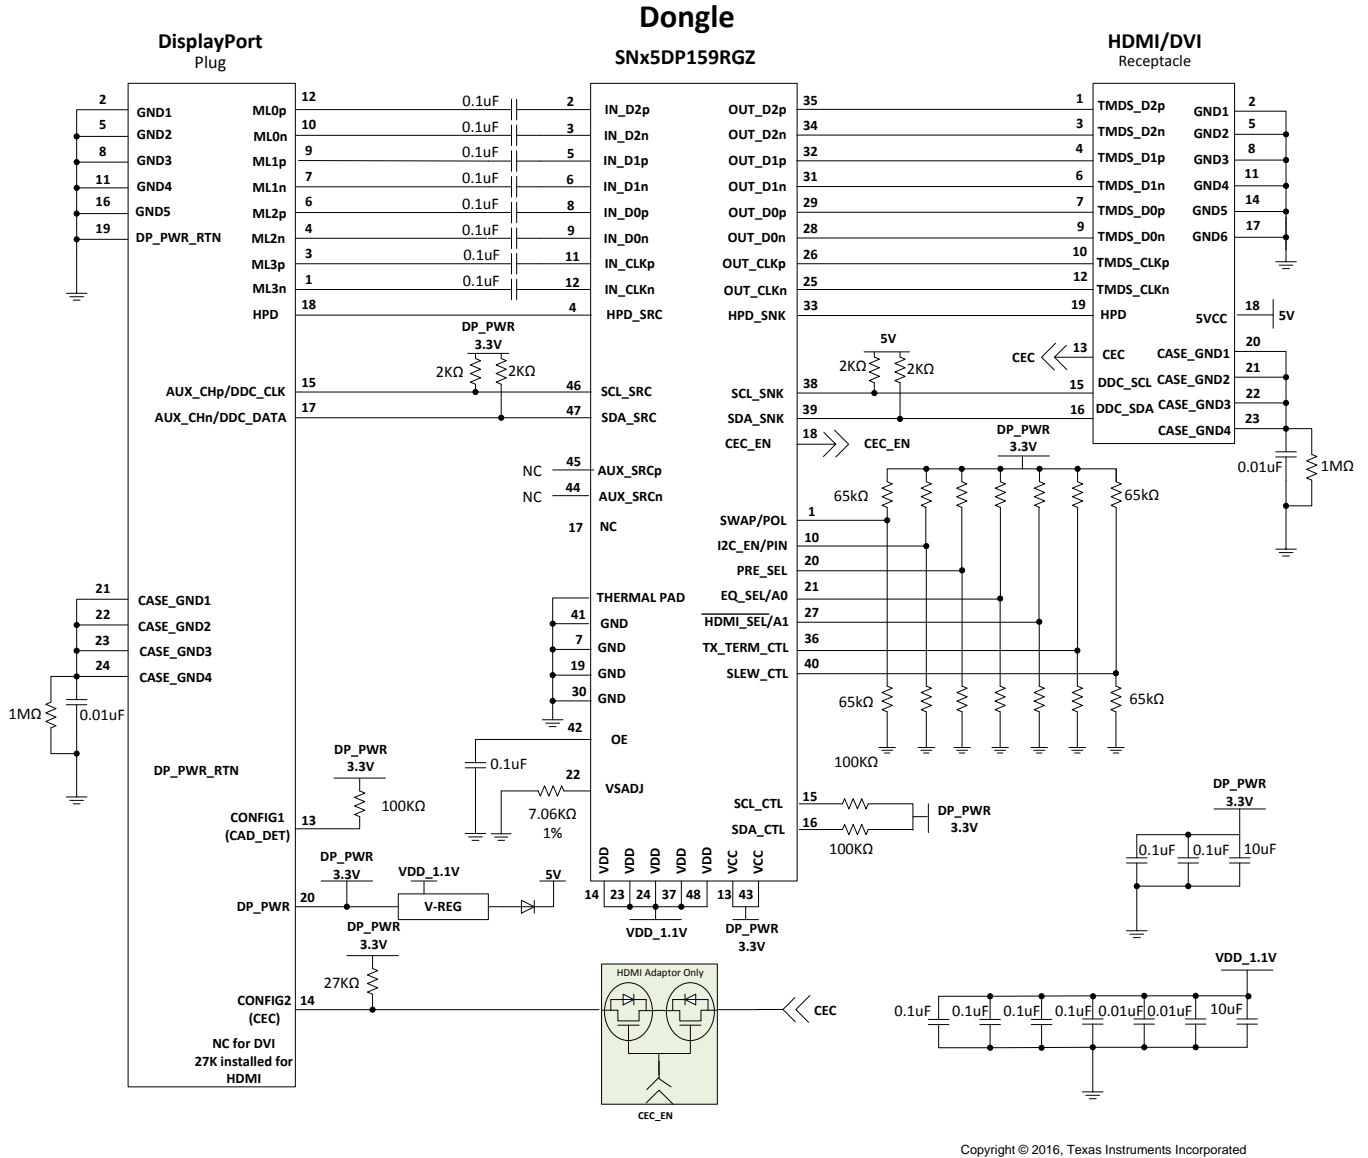 Dongle
DisplayPort
Plug
SNx5DP159RGZ
HDMI/DVI
Receptacle
2 GND1
5 GND2
8 GND3
11 GND4
16 GND5
19 DP_PWR_RTN
ML0p 12
ML0n 10
ML1p 9
ML1n 7
ML2p 6
ML2n 4
ML3p 3
ML3n 1
HPD 18
0.1uF
0.1uF
0.1uF
0.1uF
0.1uF
0.1uF
0.1uF
0.1uF
2 IN_D2p
3 IN_D2n
5 IN_D1p
6 IN_D1n
8 IN_D0p
9 IN_D0n
11 IN_CLKp
12 IN_CLKn
4 HPD_SRC
OUT_D2p 35
OUT_D2n 34
OUT_D1p 32
OUT_D1n 31
OUT_D0p 29
OUT_D0n 28
OUT_CLKp 26
OUT_CLKn 25
HPD_SNK 33
1 TMDS_D2p
3 TMDS_D2n
4 TMDS_D1p
6 TMDS_D1n
7 TMDS_D0p
9 TMDS_D0n
10 TMDS_CLKp
12 TMDS_CLKn
19 HPD
GND1 2
GND2 5
GND3 8
GND4 11
GND5 14
GND6 17
5VCC 18 5V
CEC 13 CEC
CASE_GND1 20
CASE_GND2 21
CASE_GND3 22
CASE_GND4 23
15 DDC_SCL
16 DDC_SDA
0.01uF 1MΩ
DP_PWR
3.3V
2KΩ 2KΩ
AUX_CHp/DDC_CLK 15
AUX_CHn/DDC_DATA 17
46 SCL_SRC
47 SDA_SRC
5V
2KΩ 2KΩ
SCL_SNK 38
SDA_SNK 39
CEC_EN 18 CEC_EN
NC 45 AUX_SRCp
NC 44 AUX_SRCn
17 NC
DP_PWR
3.3V
65kΩ 65kΩ
SWAP/POL 1
I2C_EN/PIN 10
PRE_SEL 20
EQ_SEL/A0 21
HDMI_SEL/A1 27
TX_TERM_CTL 36
SLEW_CTL 40
65kΩ 65kΩ
THERMAL PAD
41 GND
7 GND
19 GND
30 GND
42 OE
0.1uF
22 VSADJ
7.06KΩ
1%
21 CASE_GND1
22 CASE_GND2
23 CASE_GND3
24 CASE_GND4
1MΩ 0.01uF
DP_PWR_RTN
DP_PWR
3.3V
100KΩ
CONFIG1 13
(CAD_DET)
100KΩ
SCL_CTL 15
SDA_CTL 16
100KΩ
DP_PWR
3.3V
VDD VDD VDD VDD VDD VCC VCC
14 23 24 37 48 13 43
VDD_1.1V
DP_PWR
3.3V
DP_PWR
3.3V
VDD_1.1V
5V
DP_PWR 20
V-REG
DP_PWR
3.3V
27KΩ
CONFIG2 14
(CEC)
NC for DVI
27K installed for
HDMI
HDMI Adaptor Only
CEC
CEC_EN
DP_PWR
3.3V
0.1uF 0.1uF 10uF
VDD_1.1V
0.1uF 0.1uF 0.1uF 0.1uF 0.01uF 0.01uF 10uF
Copyright © 2016, Texas Instruments Incorporated